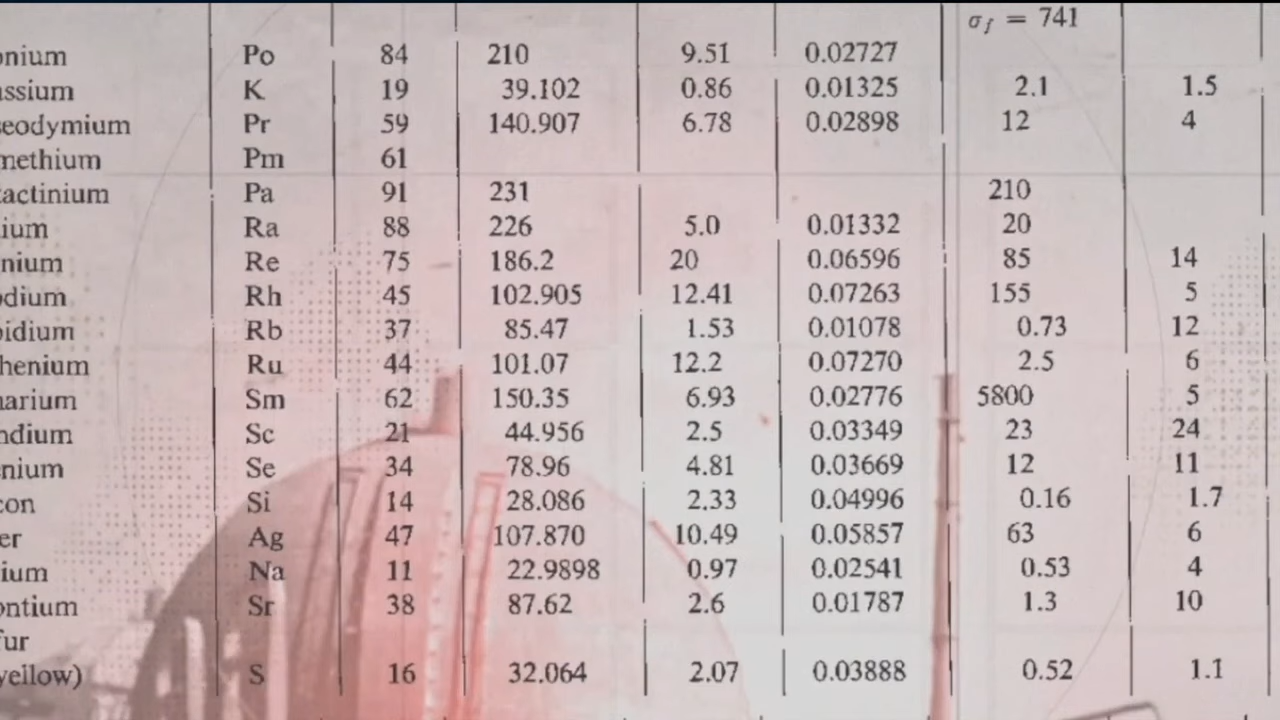 σf = 741
onium Po 84 210 9.51 0.02727
assium K 19 39.102 0.86 0.01325 2.1 1.5
eodymium Pr 59 140.907 6.78 0.02898 12 4
methium Pm 61
tactinium Pa 91 231 210
ium Ra 88 226 5.0 0.01332 20
nium Re 75 186.2 20 0.06596 85 14
odium Rh 45 102.905 12.41 0.07263 155 5
bidium Rb 37 85.47 1.53 0.01078 0.73 12
henium Ru 44 101.07 12.2 0.07270 2.5 6
narium Sm 62 150.35 6.93 0.02776 5800 5
ndium Sc 21 44.956 2.5 0.03349 23 24
enium Se 34 78.96 4.81 0.03669 12 11
con Si 14 28.086 2.33 0.04996 0.16 1.7
er Ag 47 107.870 10.49 0.05857 63 6
ium Na 11 22.9898 0.97 0.02541 0.53 4
ontium Sr 38 87.62 2.6 0.01787 1.3 10
fur
yellow) S 16 32.064 2.07 0.03888 0.52 1.1